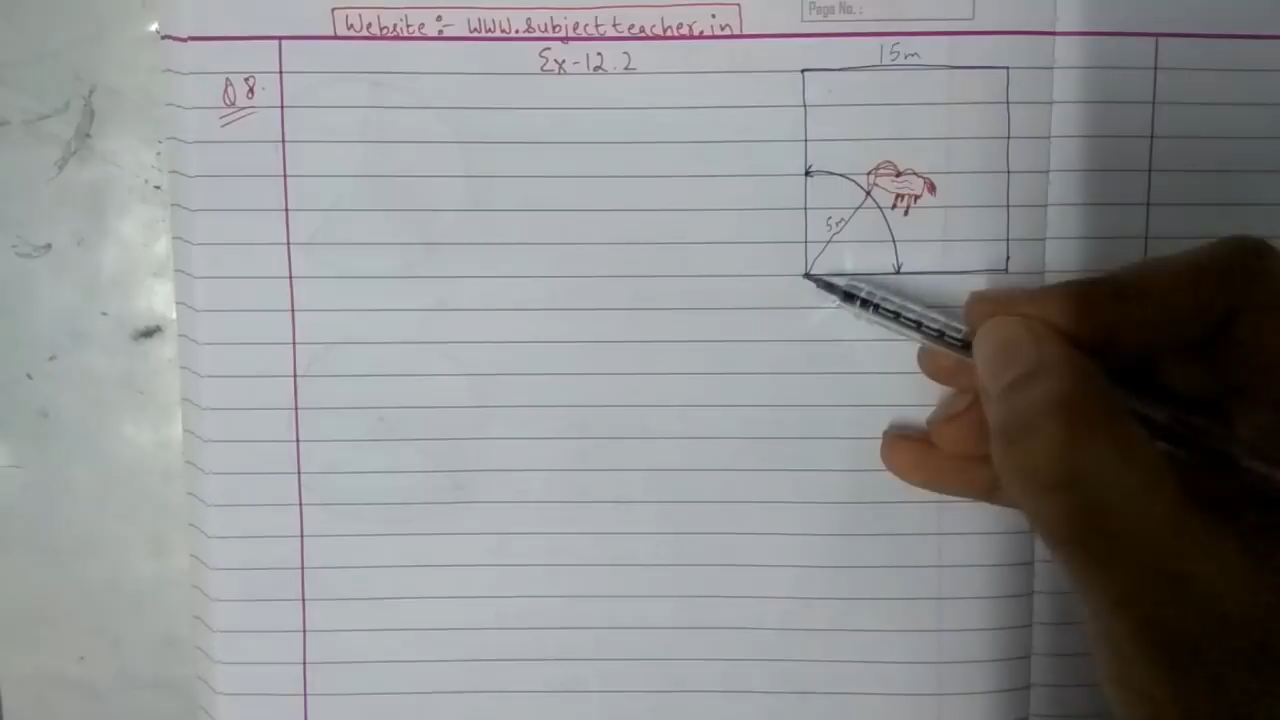 Page No. :
Website :- www.subjectteacher.in
Ex-12.2
15m
Q8.
5m